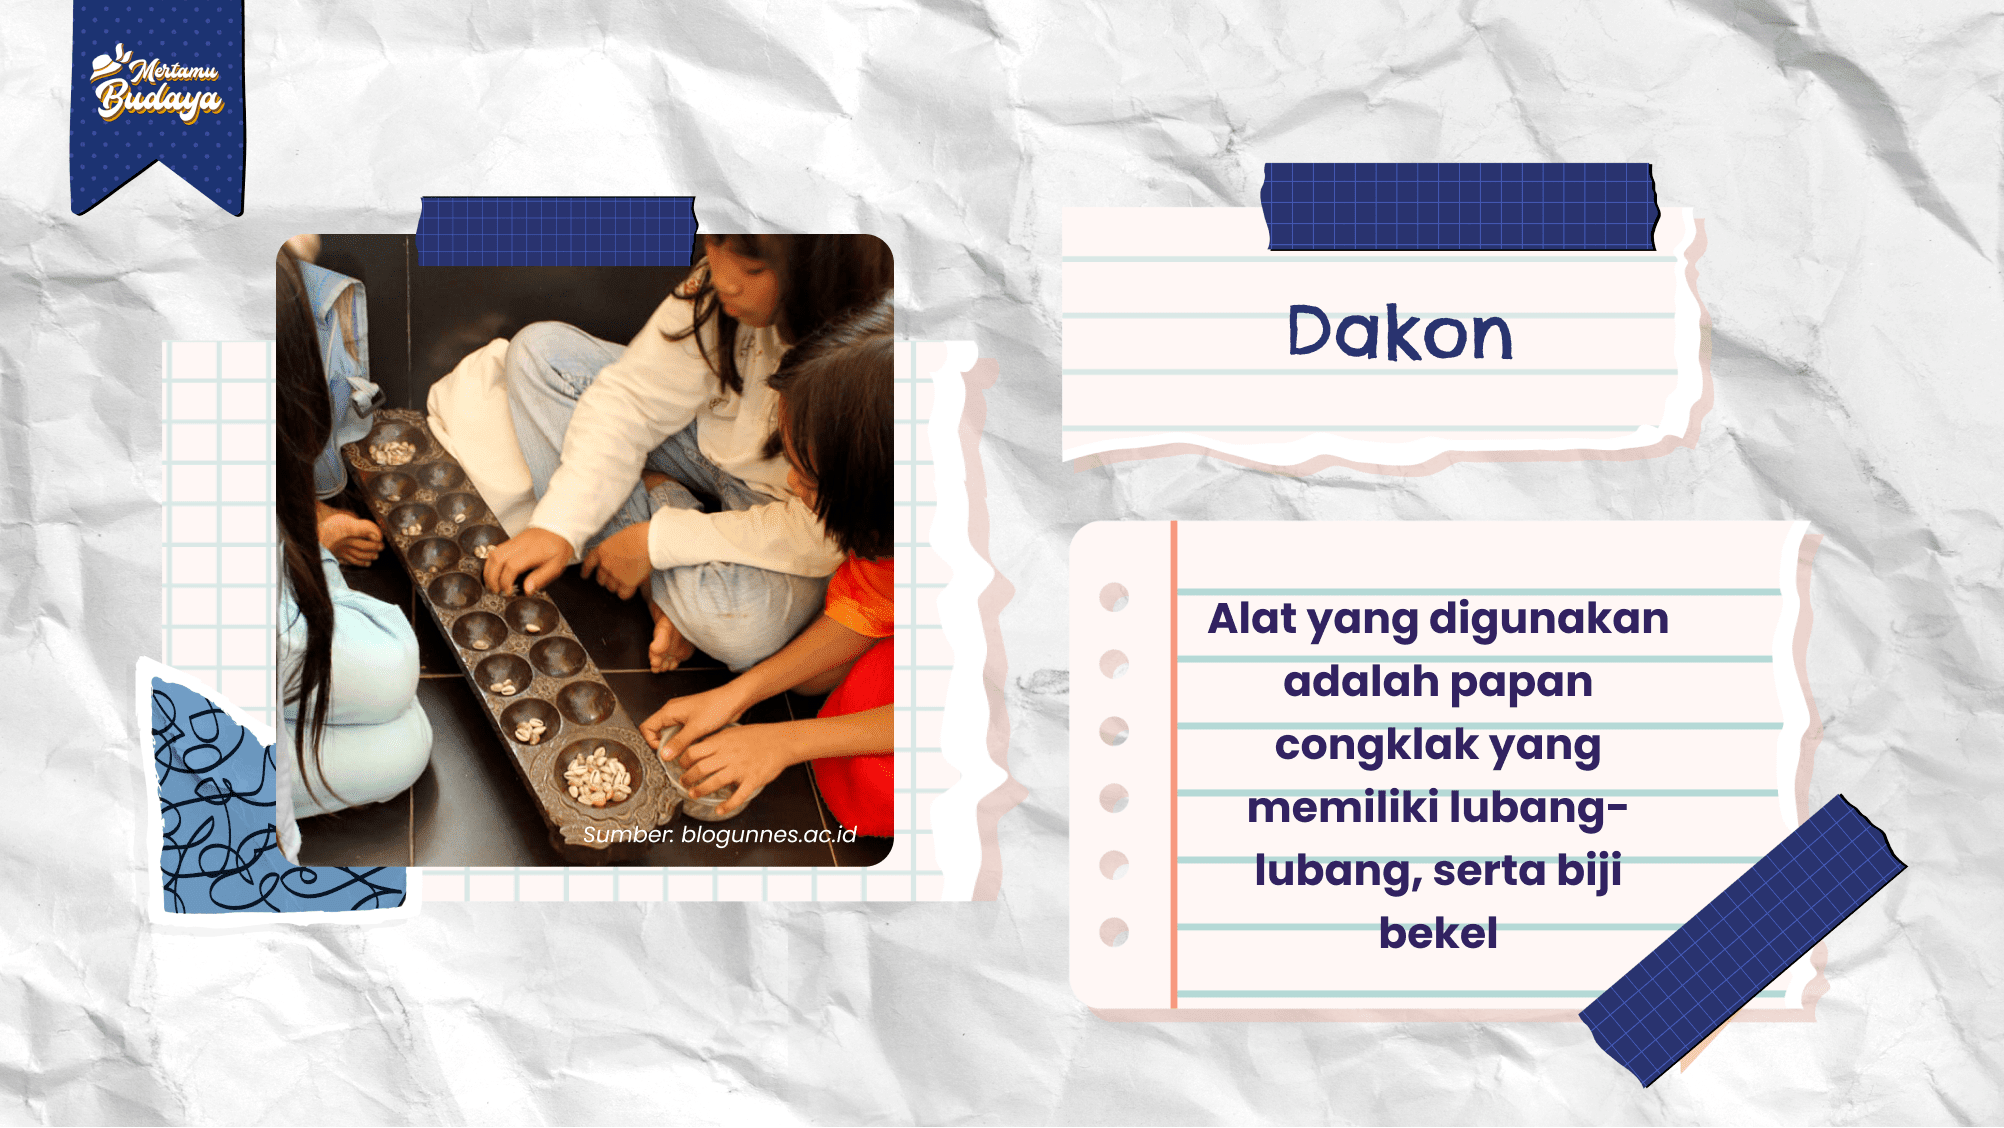 Mertamu
Budaya
Dakon
Sumber: blogunnes.ac.id
Alat yang digunakan
adalah papan
congklak yang
memiliki lubang-
lubang, serta biji
bekel